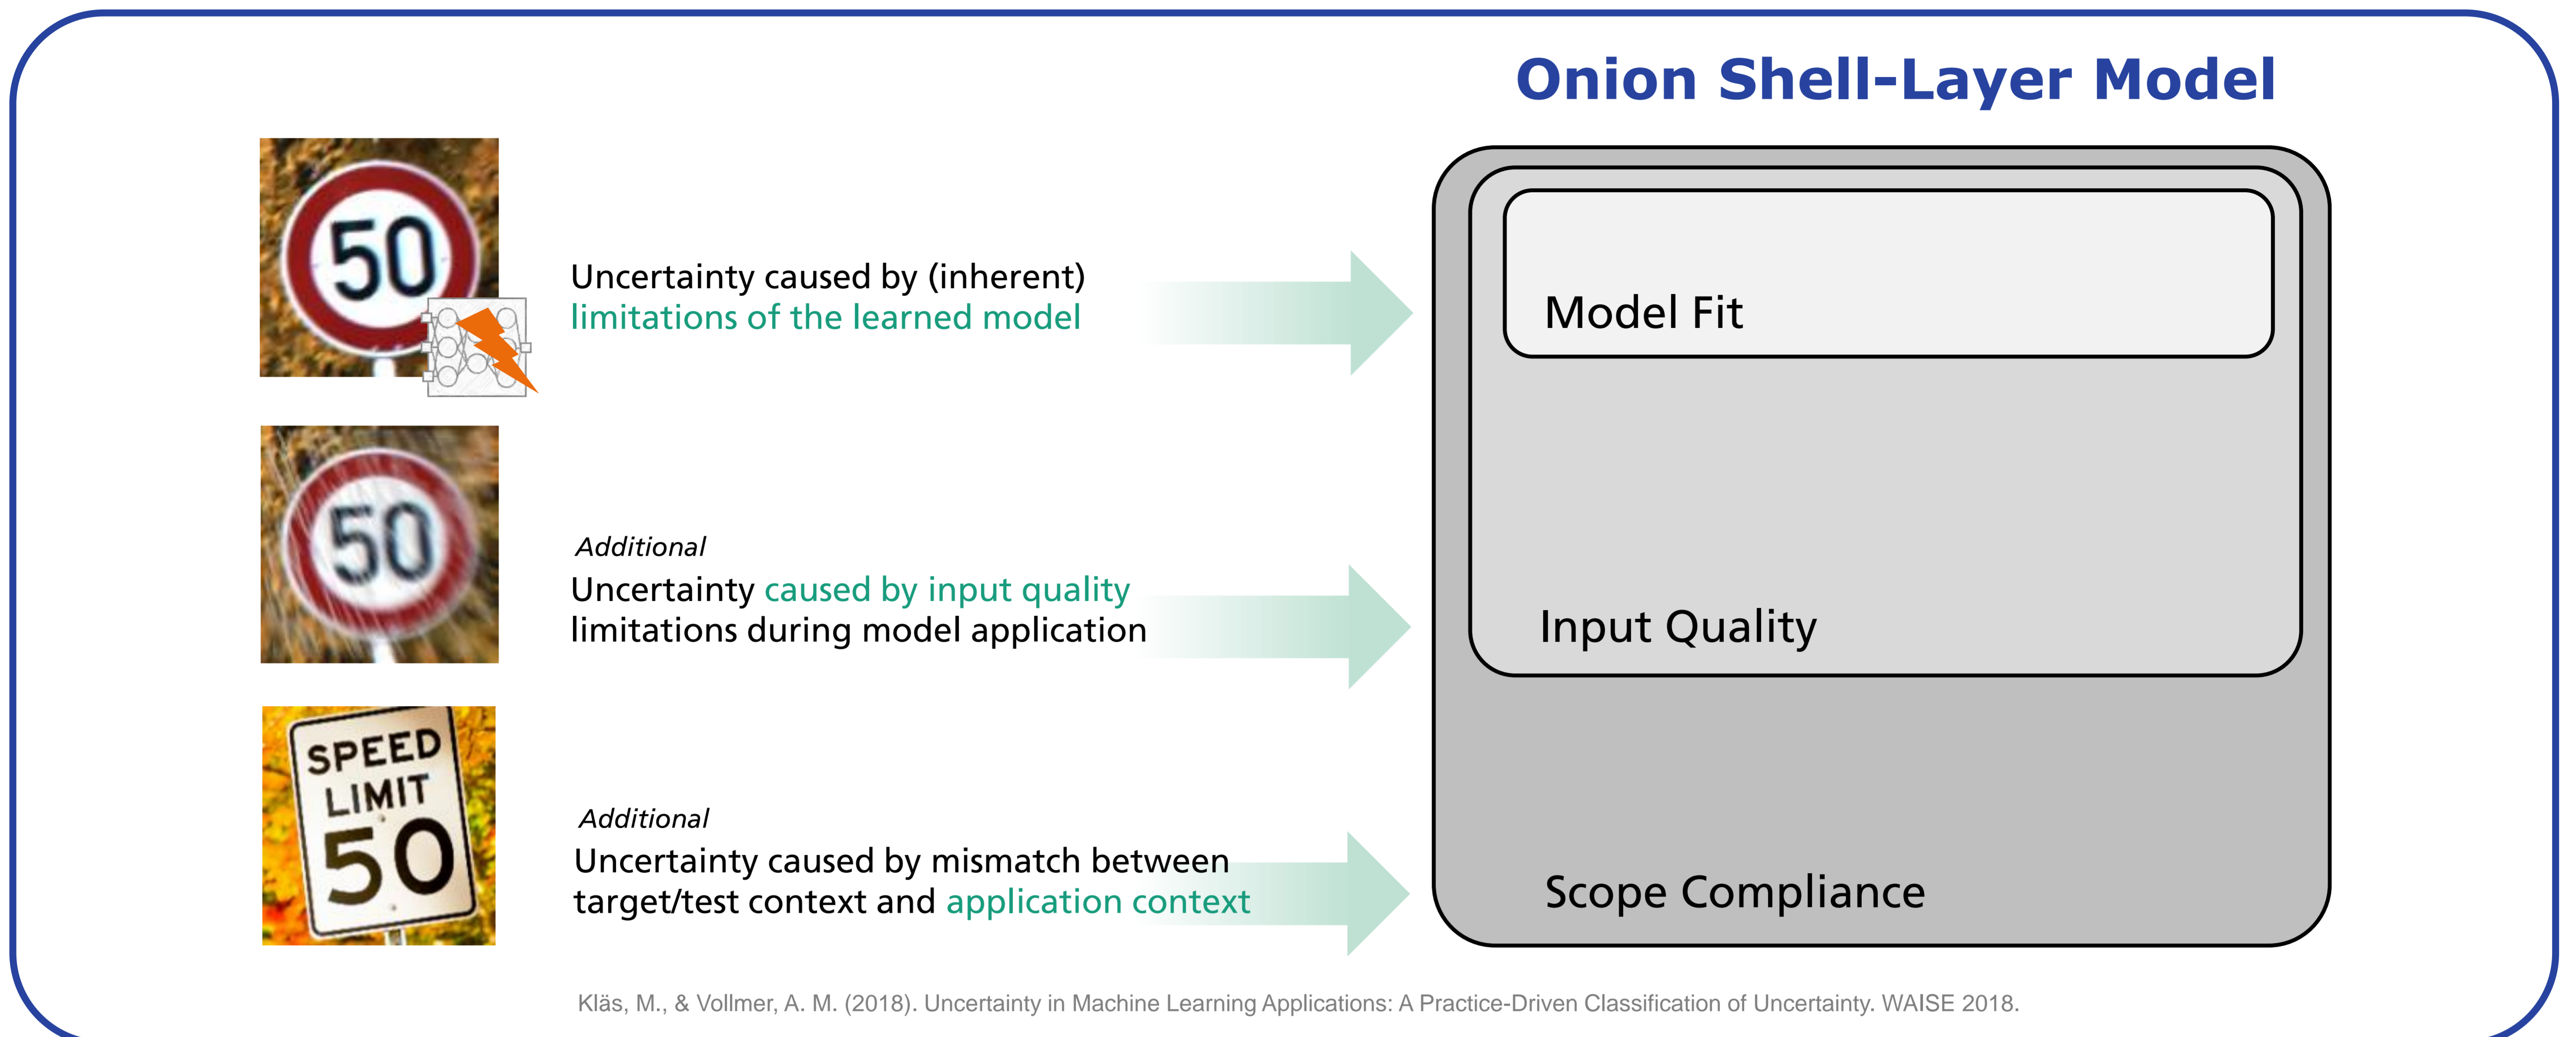 Onion Shell-Layer Model
50
Uncertainty caused by (inherent)
limitations of the learned model
Model Fit
50
Additional
Uncertainty caused by input quality
limitations during model application
Input Quality
SPEED
LIMIT
50
Additional
Uncertainty caused by mismatch between
target/test context and application context
Scope Compliance
Kläs, M., & Vollmer, A. M. (2018). Uncertainty in Machine Learning Applications: A Practice-Driven Classification of Uncertainty. WAISE 2018.